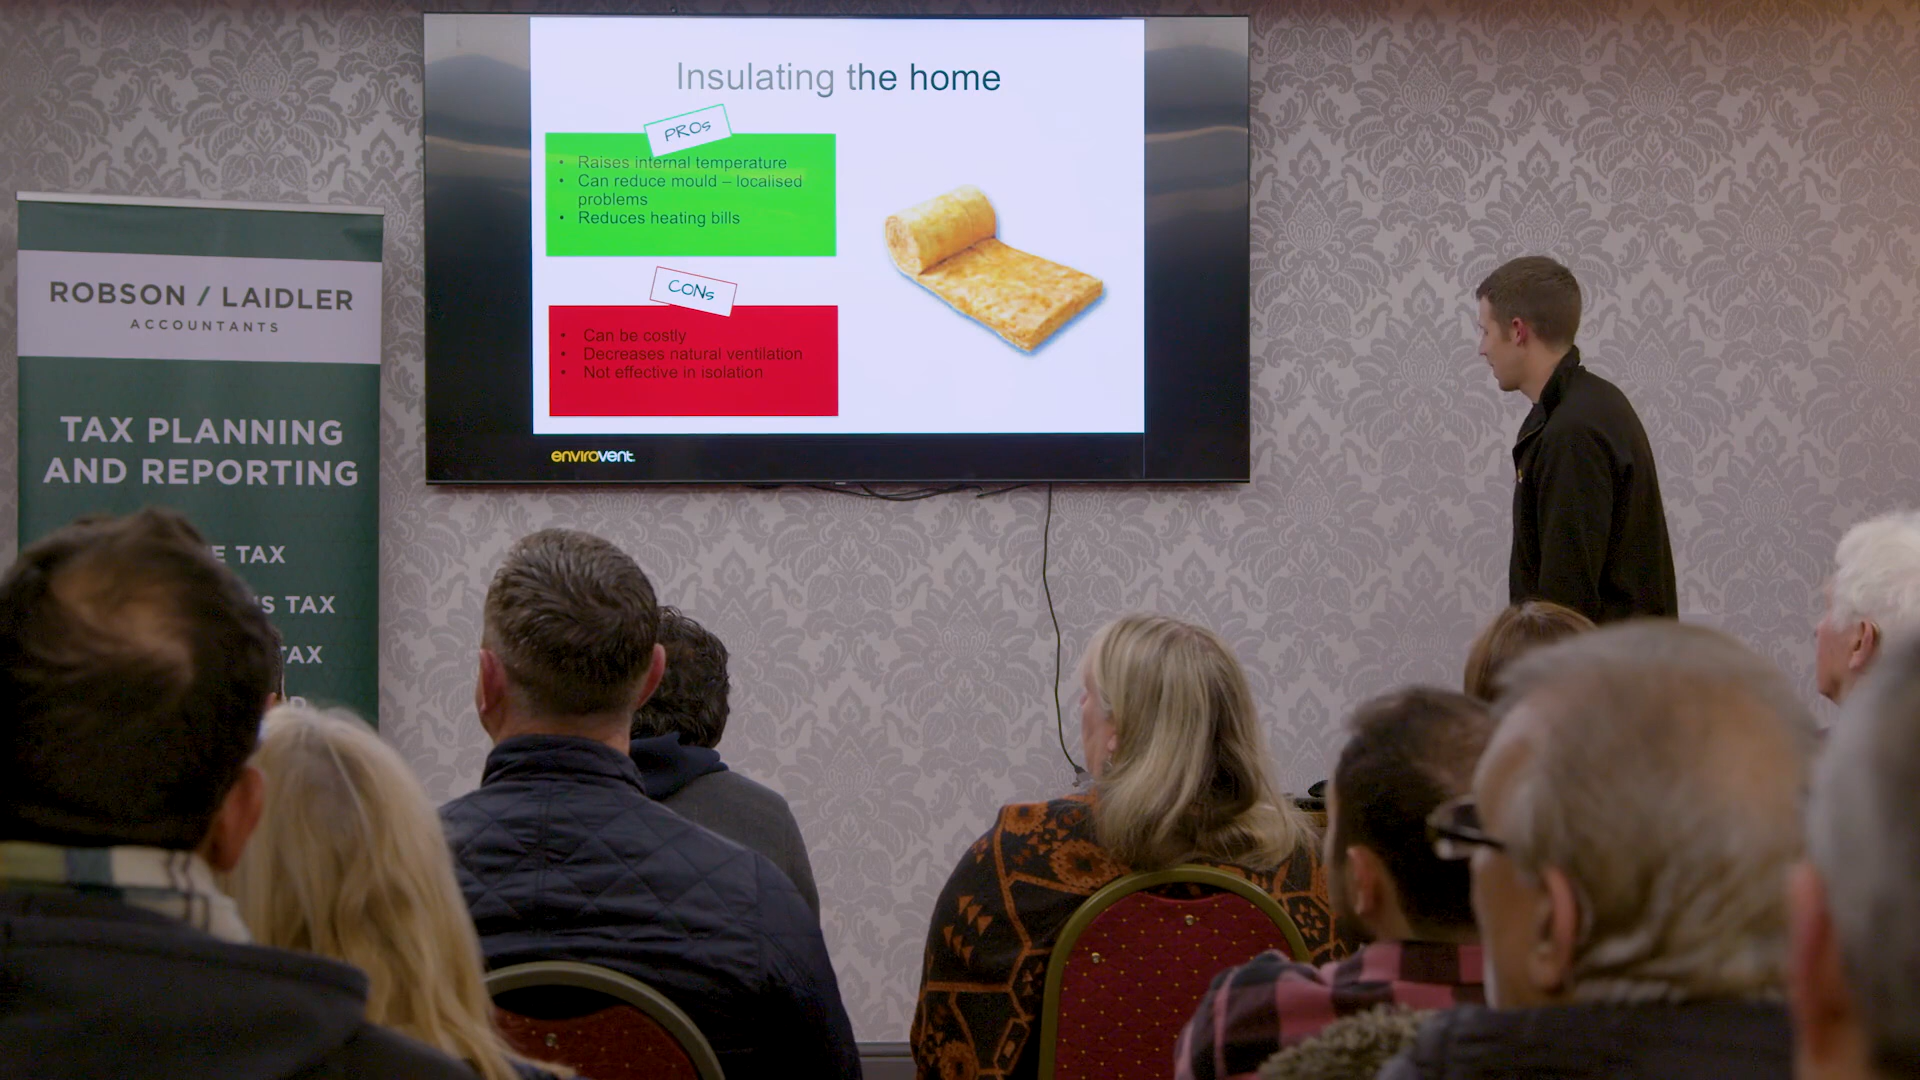 Insulating the home
PROs
• Raises internal temperature
• Can reduce mould – localised
problems
• Reduces heating bills
CONs
• Can be costly
• Decreases natural ventilation
• Not effective in isolation
envirovent
ROBSON / LAIDLER
ACCOUNTANTS
TAX PLANNING
AND REPORTING
TAX
TAX
TAX